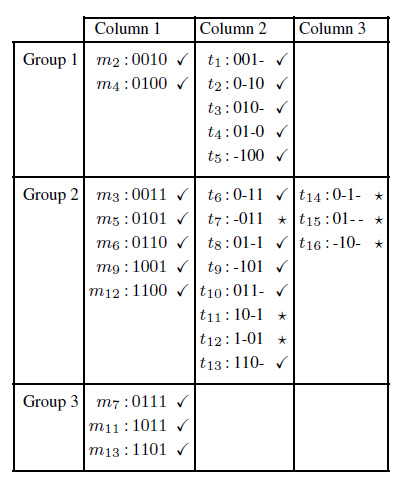 Column 1 Column 2 Column 3
Group 1 m₂ : 0010 ✓ t₁ : 001- ✓
m₄ : 0100 ✓ t₂ : 0-10 ✓
t₃ : 010- ✓
t₄ : 01-0 ✓
t₅ : -100 ✓
Group 2 m₃ : 0011 ✓ t₆ : 0-11 ✓ t₁₄ : 0-1- ⋆
m₅ : 0101 ✓ t₇ : -011 ⋆ t₁₅ : 01-- ⋆
m₆ : 0110 ✓ t₈ : 01-1 ✓ t₁₆ : -10- ⋆
m₉ : 1001 ✓ t₉ : -101 ✓
m₁₂ : 1100 ✓ t₁₀ : 011- ✓
t₁₁ : 10-1 ⋆
t₁₂ : 1-01 ⋆
t₁₃ : 110- ✓
Group 3 m₇ : 0111 ✓
m₁₁ : 1011 ✓
m₁₃ : 1101 ✓